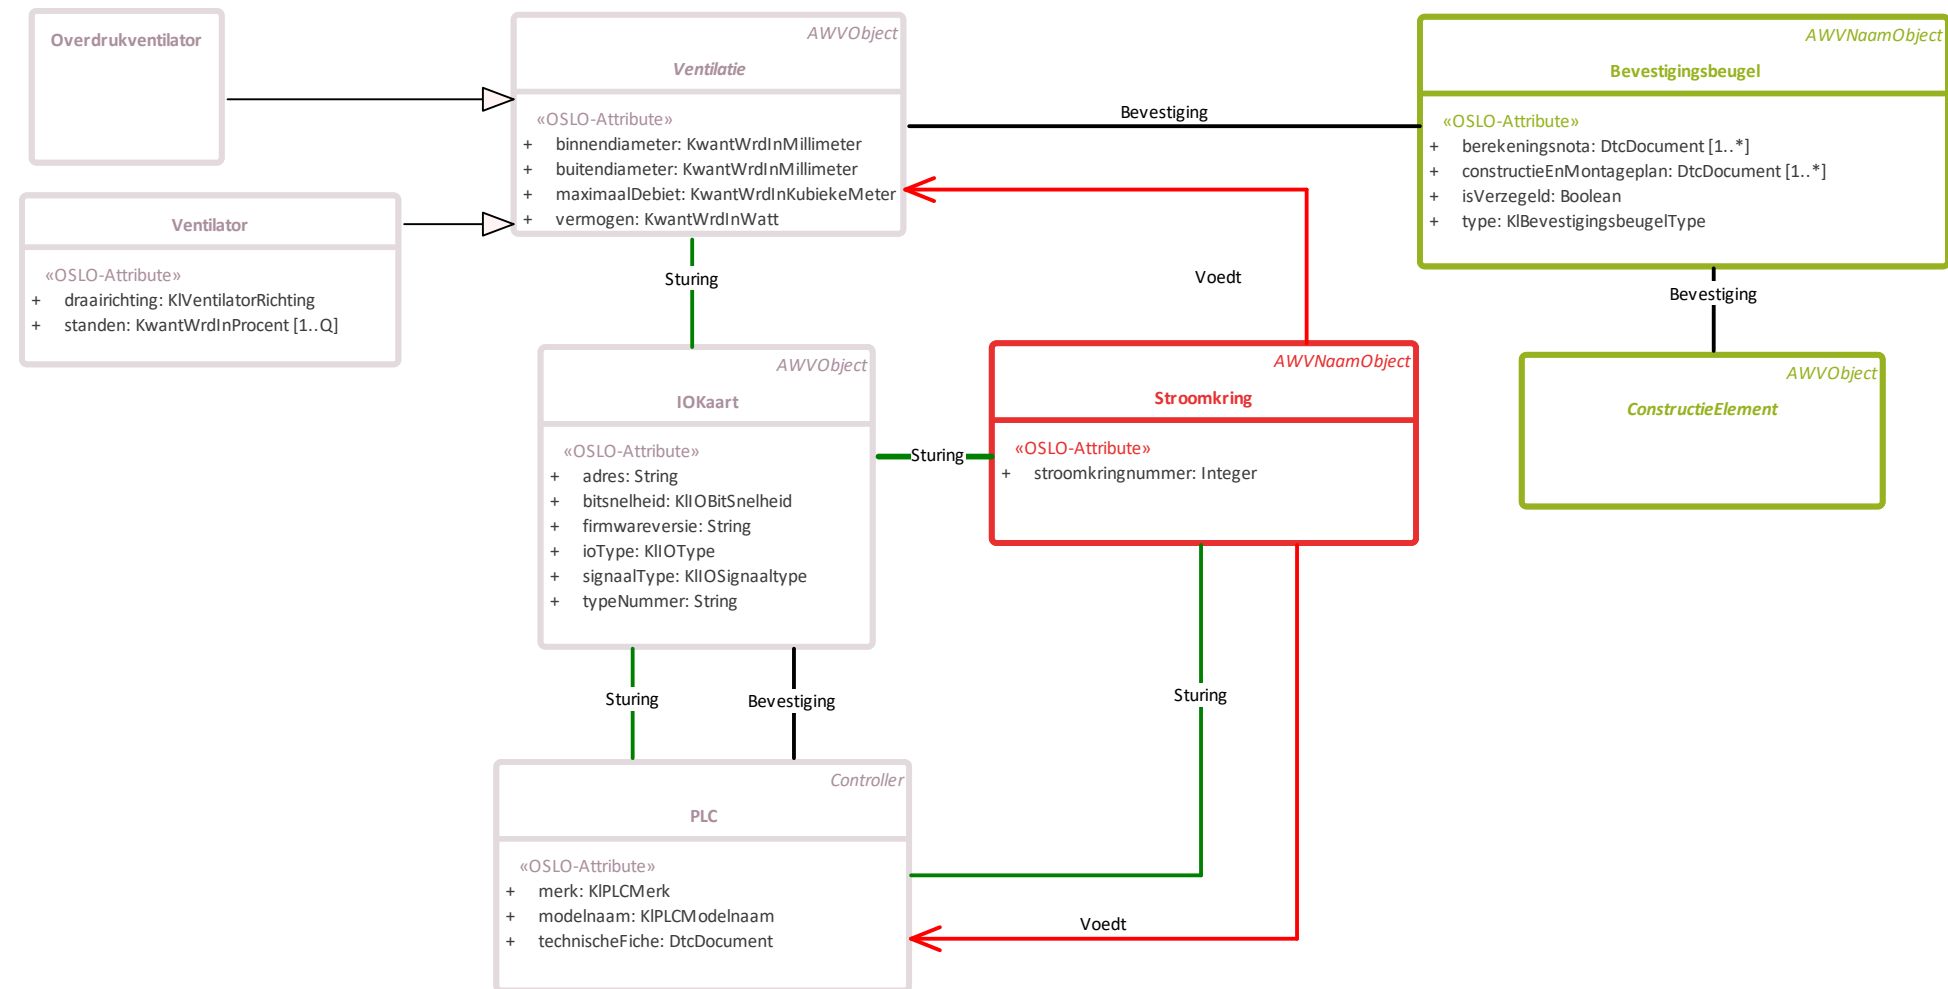 Overdrukventilator
AWVObject
Ventilatie
«OSLO-Attribute»
+ binnendiameter: KwantWrdInMillimeter
+ buitendiameter: KwantWrdInMillimeter
+ maximaalDebiet: KwantWrdInKubiekeMeter
+ vermogen: KwantWrdInWatt
Bevestiging
AWVNaamObject
Bevestigingsbeugel
«OSLO-Attribute»
+ berekeningsnota: DtcDocument [1..*]
+ constructieEnMontageplan: DtcDocument [1..*]
+ isVerzegeld: Boolean
+ type: KlBevestigingsbeugelType
Ventilator
«OSLO-Attribute»
+ draairichting: KlVentilatorRichting
+ standen: KwantWrdInProcent [1..Q]
Sturing
Voedt
Bevestiging
AWVObject
IOKaart
«OSLO-Attribute»
+ adres: String
+ bitsnelheid: KlIOBitSnelheid
+ firmwareversie: String
+ ioType: KlIOType
+ signaalType: KlIOSignaaltype
+ typeNummer: String
Sturing
AWVNaamObject
Stroomkring
«OSLO-Attribute»
+ stroomkringnummer: Integer
AWVObject
ConstructieElement
Sturing
Bevestiging
Sturing
Controller
PLC
«OSLO-Attribute»
+ merk: KlPLCMerk
+ modelnaam: KlPLCModelnaam
+ technischeFiche: DtcDocument
Voedt